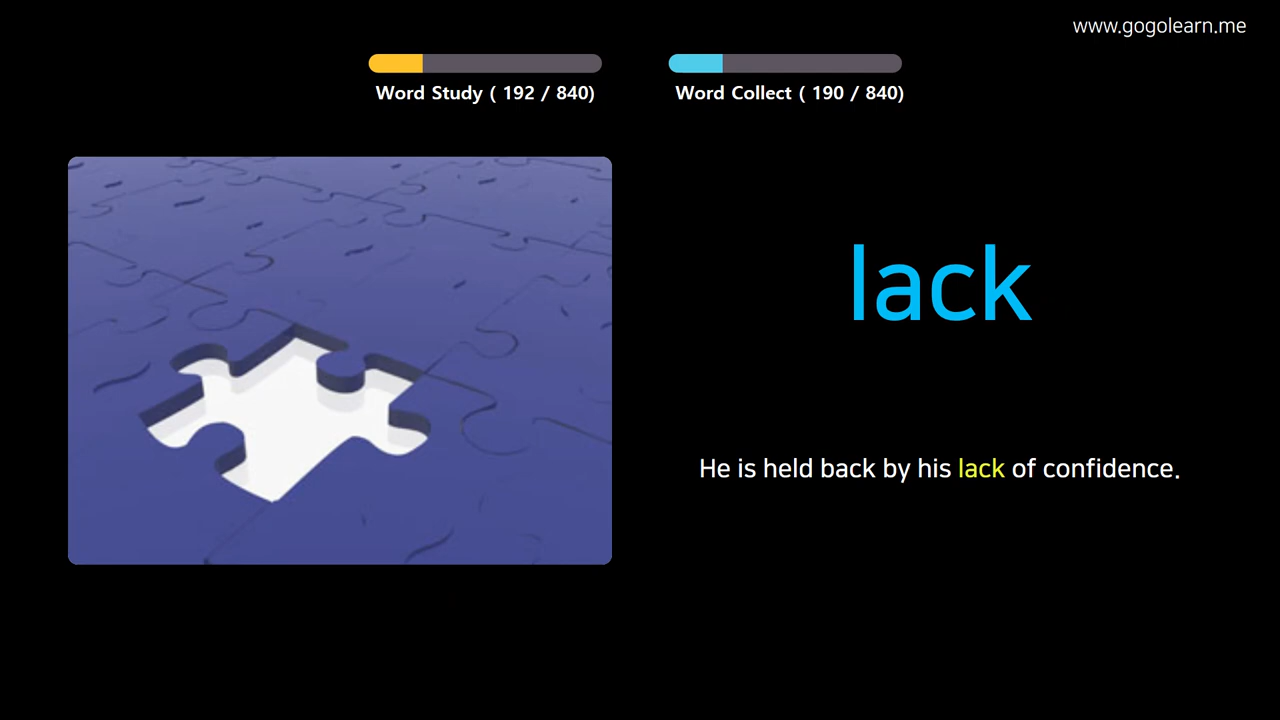 www.gogolearn.me
Word Study ( 192 / 840)
Word Collect ( 190 / 840)
lack
He is held back by his lack of confidence.